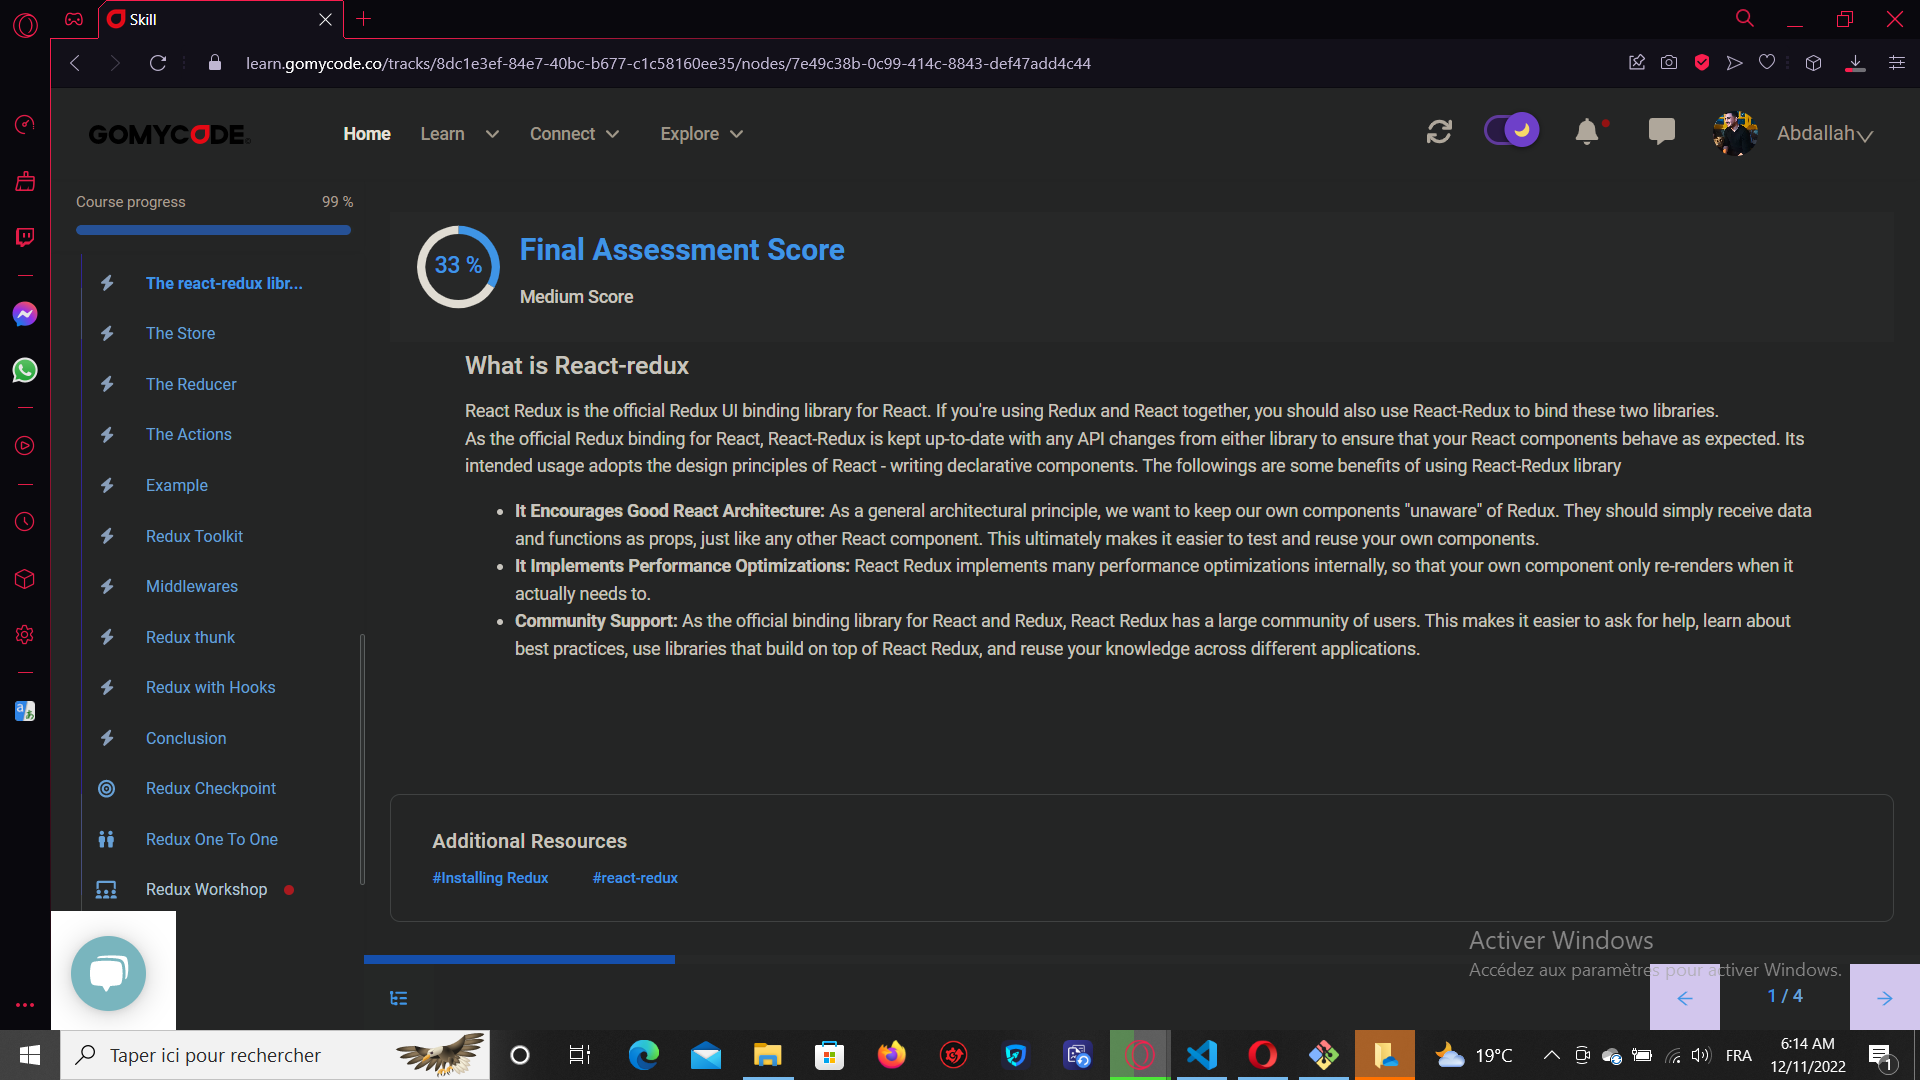 Skill
learn.gomycode.co/tracks/8dc1e3ef-84e7-40bc-b677-c1c58160ee35/nodes/7e49c38b-0c99-414c-8843-def47add4c44
GOMYCODE
Home
Learn
Connect
Explore
Abdallah
Course progress
99 %
The react-redux libr...
The Store
The Reducer
The Actions
Example
Redux Toolkit
Middlewares
Redux thunk
Redux with Hooks
Conclusion
Redux Checkpoint
Redux One To One
Redux Workshop
33 %
Final Assessment Score
Medium Score
What is React-redux
React Redux is the official Redux UI binding library for React. If you're using Redux and React together, you should also use React-Redux to bind these two libraries.
As the official Redux binding for React, React-Redux is kept up-to-date with any API changes from either library to ensure that your React components behave as expected. Its
intended usage adopts the design principles of React - writing declarative components. The followings are some benefits of using React-Redux library
• It Encourages Good React Architecture: As a general architectural principle, we want to keep our own components "unaware" of Redux. They should simply receive data
and functions as props, just like any other React component. This ultimately makes it easier to test and reuse your own components.
• It Implements Performance Optimizations: React Redux implements many performance optimizations internally, so that your own component only re-renders when it
actually needs to.
• Community Support: As the official binding library for React and Redux, React Redux has a large community of users. This makes it easier to ask for help, learn about
best practices, use libraries that build on top of React Redux, and reuse your knowledge across different applications.
Additional Resources
#Installing Redux
#react-redux
Activer Windows
Accédez aux paramètres pour activer Windows.
1 / 4
Taper ici pour rechercher
19°C
FRA
6:14 AM
12/11/2022
1